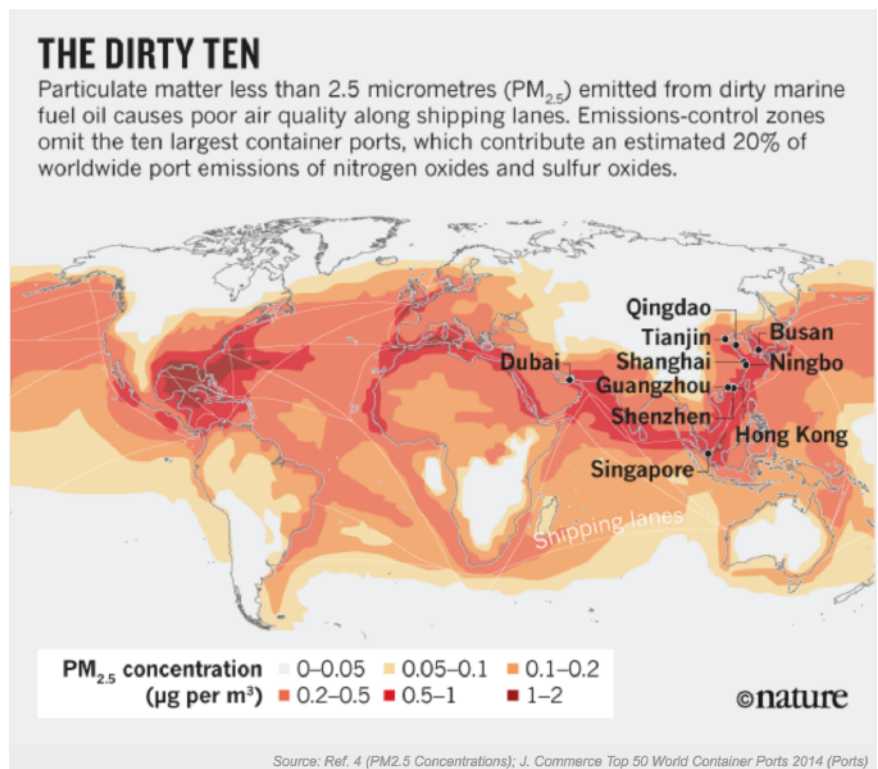 THE DIRTY TEN
Particulate matter less than 2.5 micrometres (PM2.5) emitted from dirty marine
fuel oil causes poor air quality along shipping lanes. Emissions-control zones
omit the ten largest container ports, which contribute an estimated 20% of
worldwide port emissions of nitrogen oxides and sulfur oxides.
Qingdao
Tianjin
Busan
Dubai
Shanghai
Ningbo
Guangzhou
Shenzhen
Hong Kong
Singapore
Shipping lanes
PM2.5 concentration
(μg per m³)
0–0.05
0.05–0.1
0.1–0.2
0.2–0.5
0.5–1
1–2
©nature
Source: Ref. 4 (PM2.5 Concentrations); J. Commerce Top 50 World Container Ports 2014 (Ports)